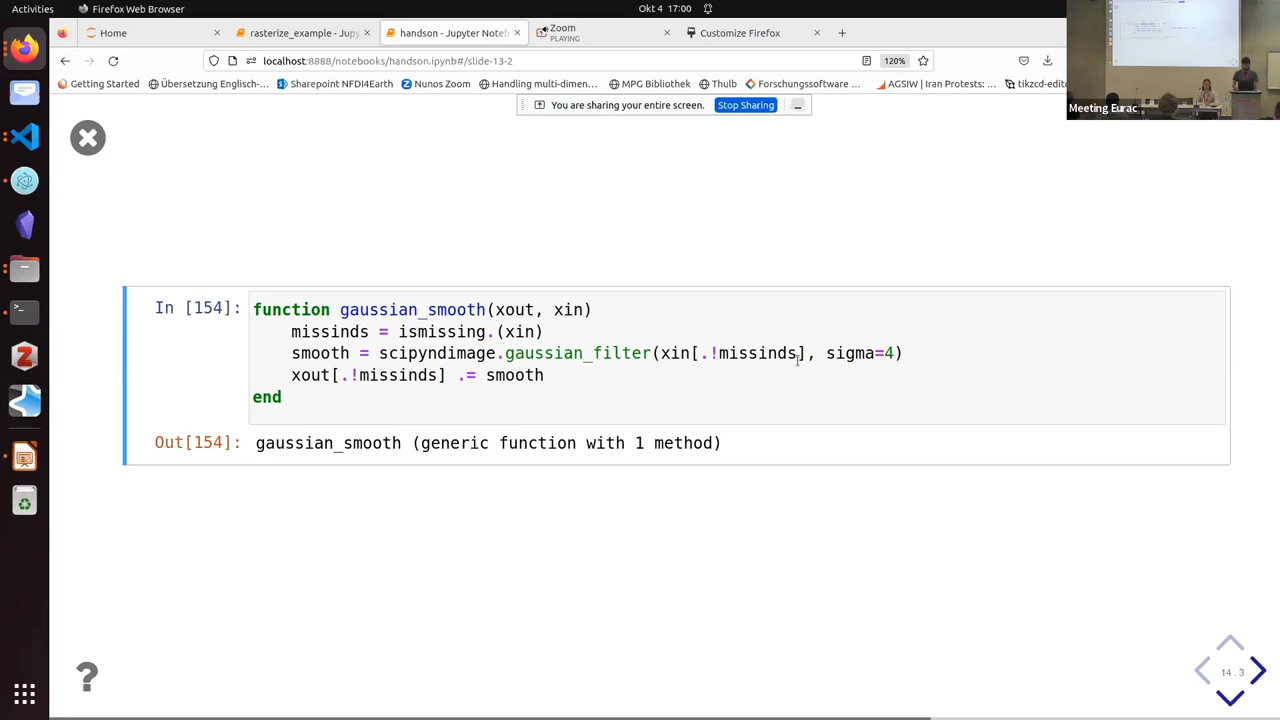 Activities
Firefox Web Browser
Okt 4 17:00
Home
rasterize_example - Jupy
handson - Jupyter Noteb
Zoom
PLAYING
Customize Firefox
localhost:8888/notebooks/handson.ipynb#/slide-13-2
120%
Getting Started
Übersetzung Englisch-...
Sharepoint NFDI4Earth
Nunos Zoom
Handling multi-dimen...
MPG Bibliothek
Thulb
Forschungssoftware ...
AGSIW | Iran Protests: ...
tikzcd-edito
You are sharing your entire screen.
Stop Sharing
Meeting Eurac
In [154]:
function gaussian_smooth(xout, xin)
missinds = ismissing.(xin)
smooth = scipyndimage.gaussian_filter(xin[.!missinds], sigma=4)
xout[.!missinds] .= smooth
end
Out[154]: gaussian_smooth (generic function with 1 method)
?
14.3